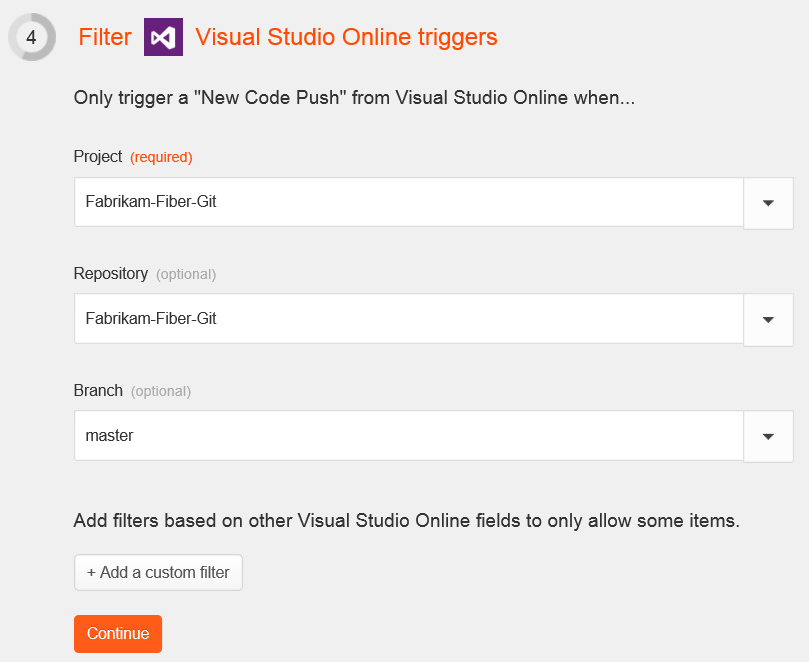 4 Filter Visual Studio Online triggers
Only trigger a "New Code Push" from Visual Studio Online when...
Project (required)
Fabrikam-Fiber-Git
Repository (optional)
Fabrikam-Fiber-Git
Branch (optional)
master
Add filters based on other Visual Studio Online fields to only allow some items.
+ Add a custom filter
Continue